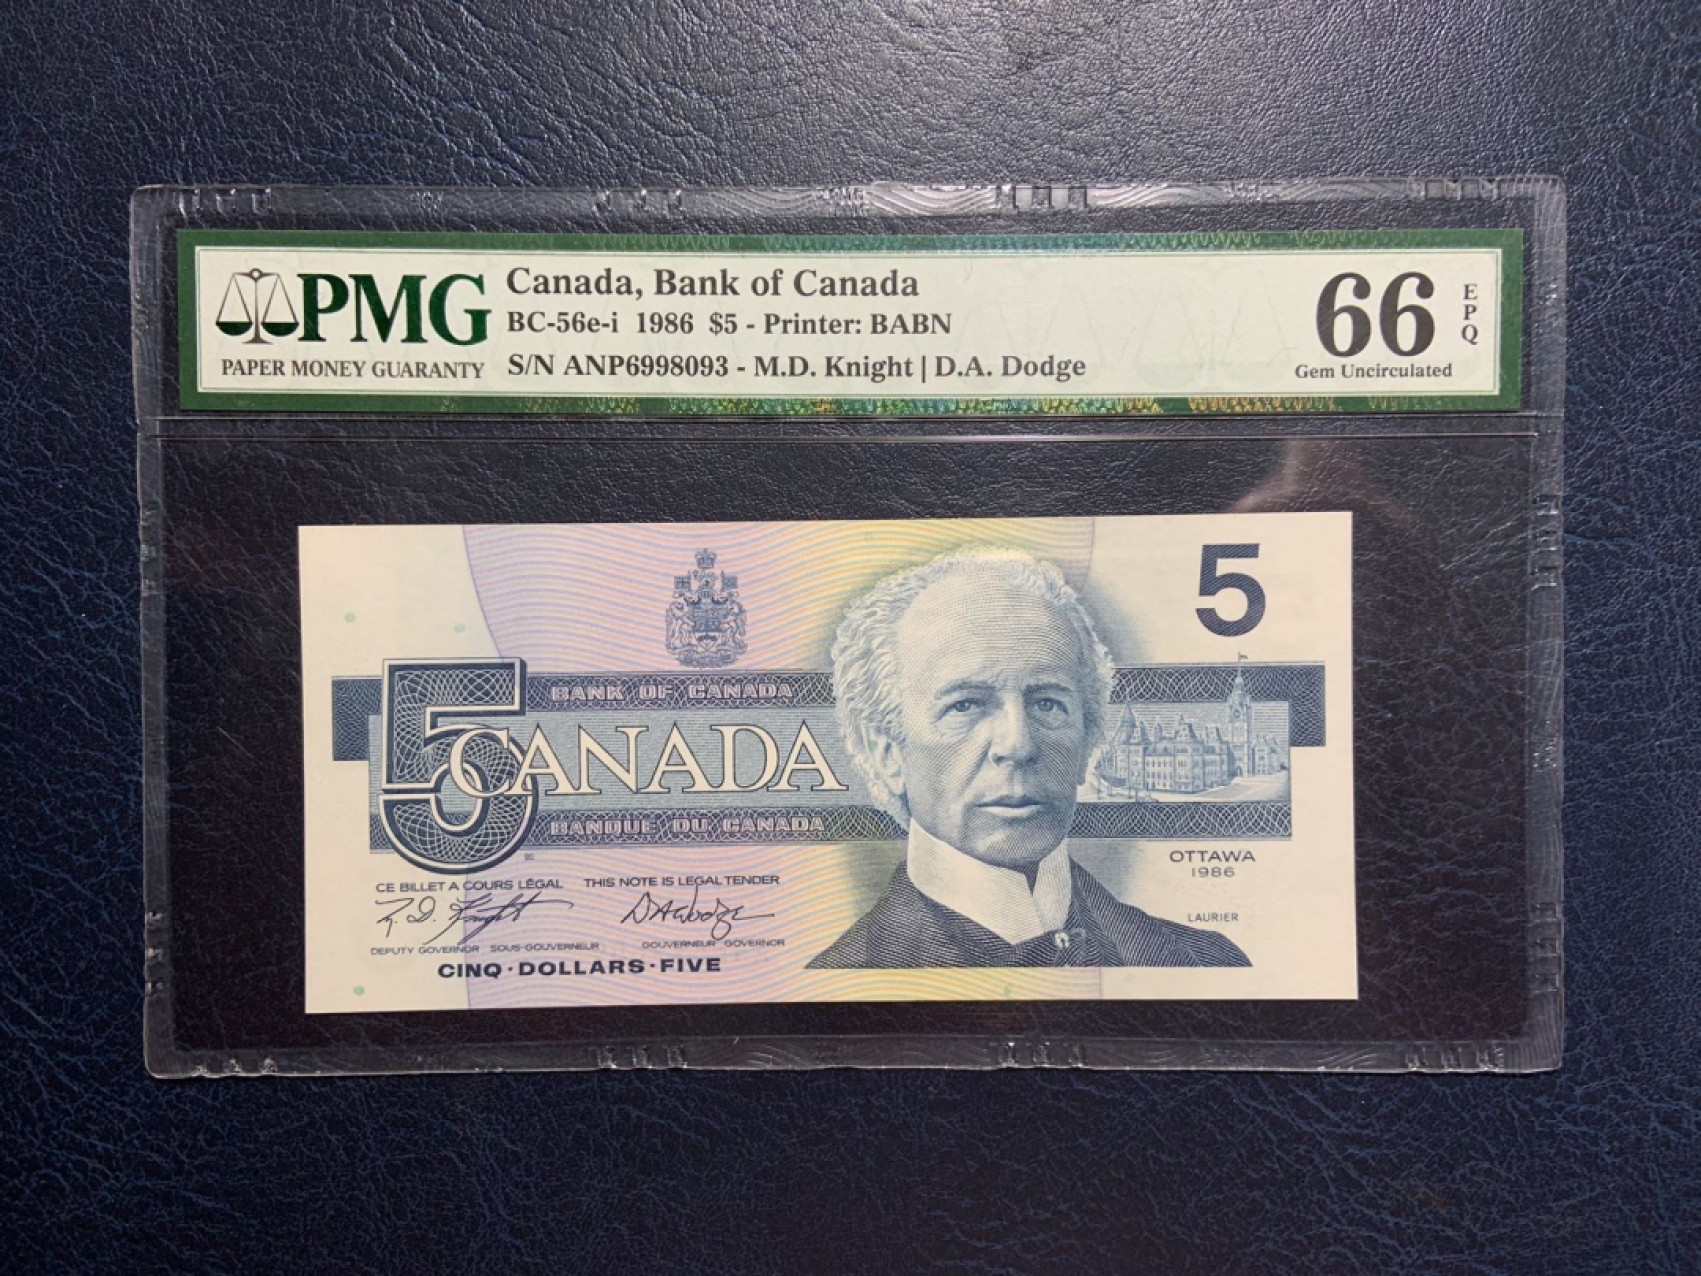 PMG
PAPER MONEY GUARANTY
Canada, Bank of Canada
BC-56e-i 1986 $5 - Printer: BABN
S/N ANP6998093 - M.D. Knight | D.A. Dodge
66
EPQ
Gem Uncirculated
5
BANK OF CANADA
5
CANADA
BANQUE DU CANADA
OTTAWA
1986
CE BILLET A COURS LÉGAL THIS NOTE IS LEGAL TENDER
LAURIER
DEPUTY GOVERNOR SOUS-GOUVERNEUR GOUVERNEUR GOVERNOR
CINQ·DOLLARS·FIVE